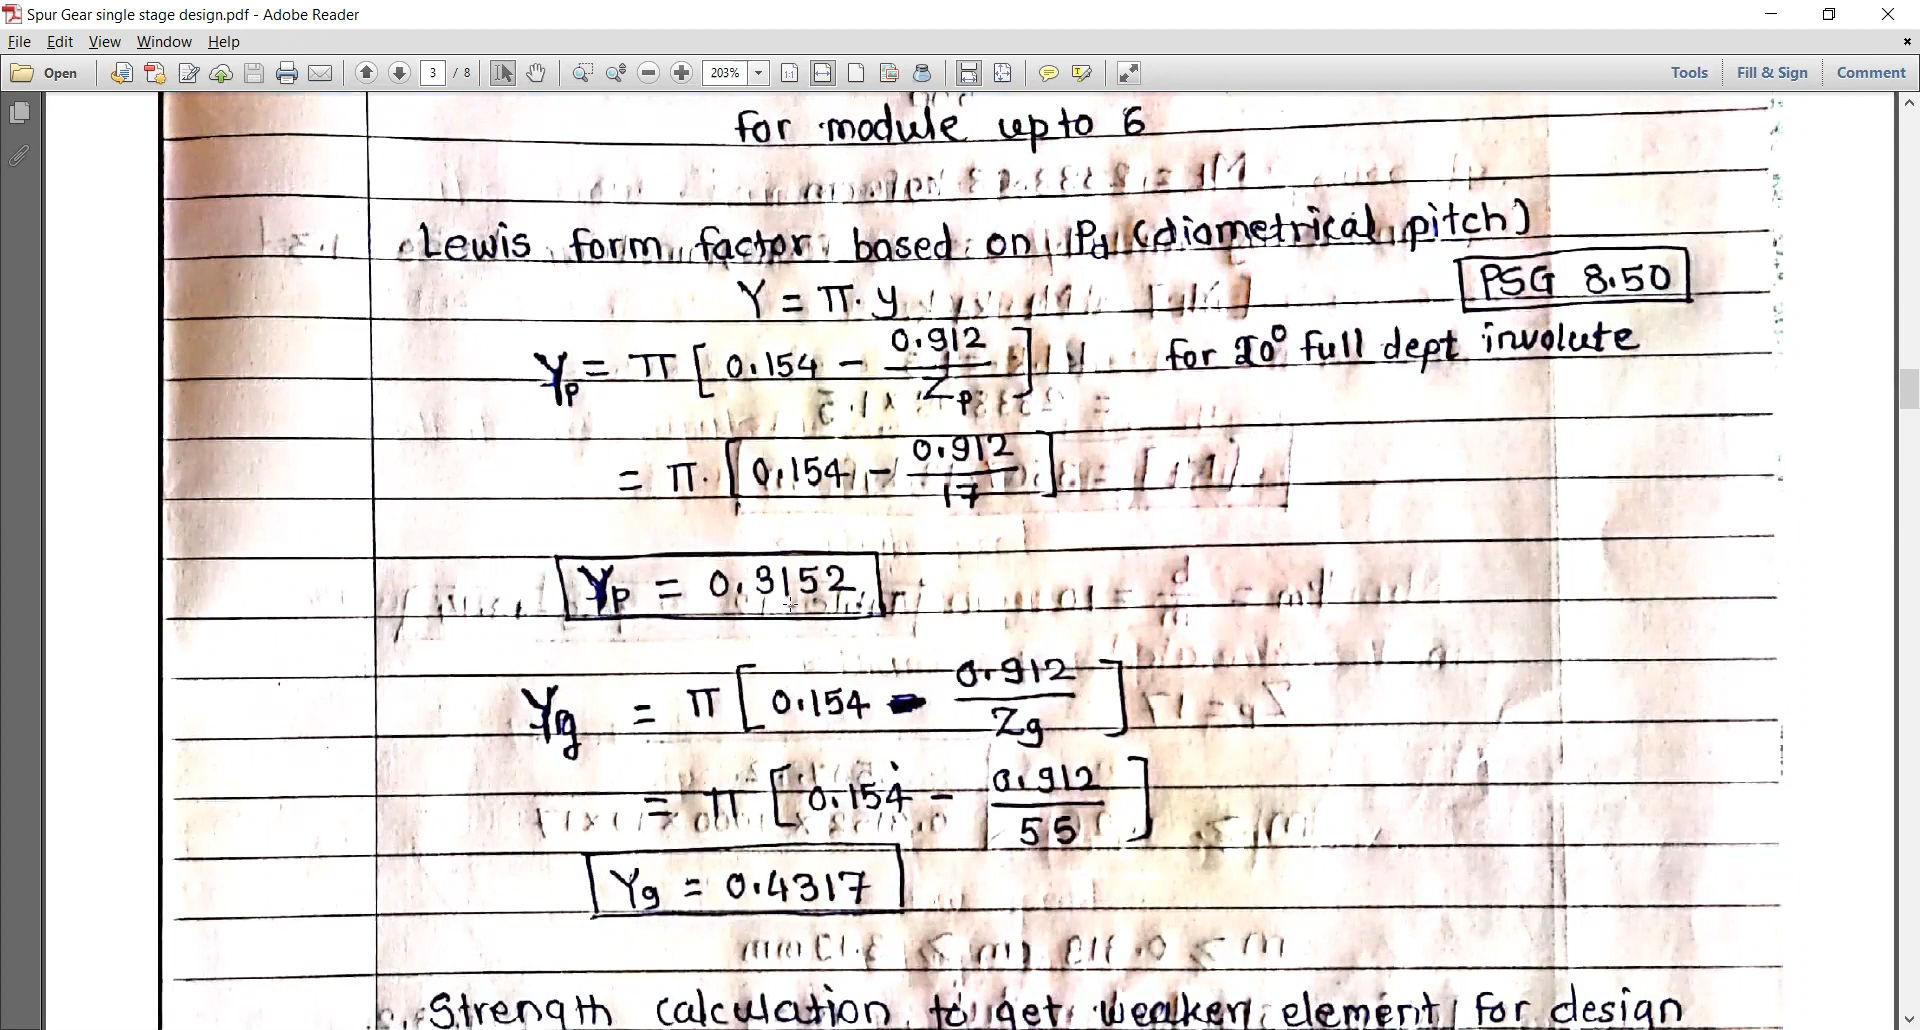 Spur Gear single stage design.pdf - Adobe Reader
File Edit View Window Help
Open 3 / 8 203% Tools Fill & Sign Comment
for module upto 6
Lewis form factor based on Pd (diametrical pitch)
Y = π. y
PSG 8.50
Yp = π [ 0.154 - 0.912 / Zp ] for 20° full dept involute
= π. [ 0.154 - 0.912 / 17 ]
Yp = 0.3152
Yg = π [ 0.154 - 0.912 / Zg ]
= π [ 0.154 - 0.912 / 55 ]
Yg = 0.4317
Strength calculation to get weaker element for design